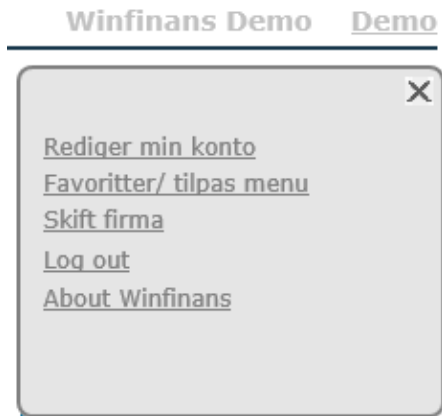 Winfinans Demo Demo
Rediger min konto
Favoritter/ tilpas menu
Skift firma
Log out
About Winfinans